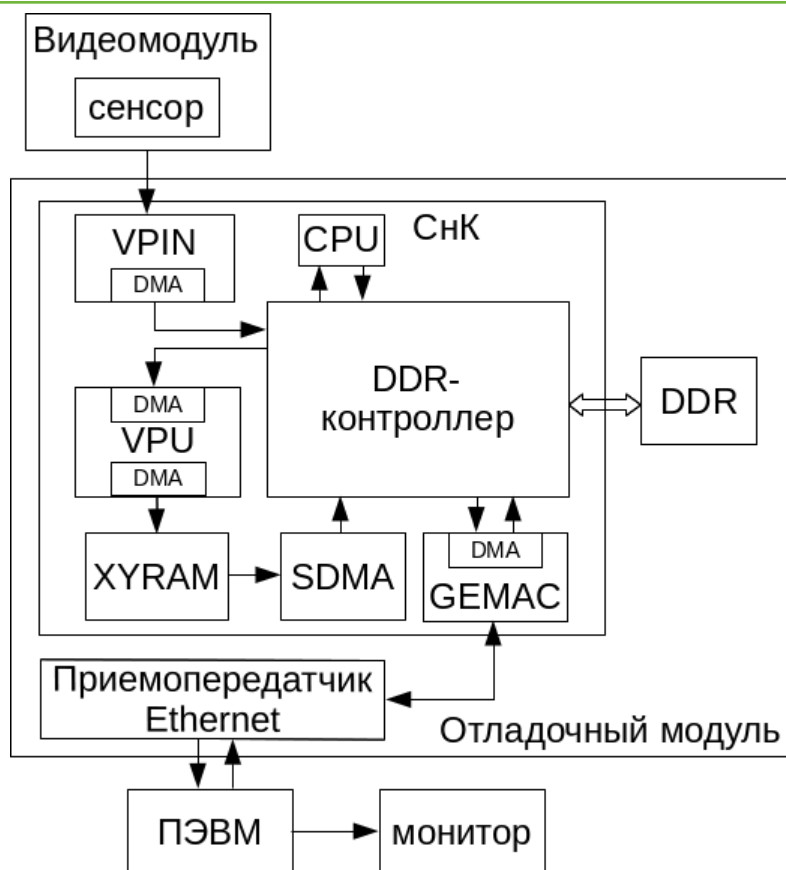 Видеомодуль
сенсор
VPIN
DMA
CPU
СнК
DDR-
контроллер
DDR
DMA
VPU
DMA
XYRAM
SDMA
DMA
GEMAC
Приемопередатчик
Ethernet
Отладочный модуль
ПЭВМ
монитор